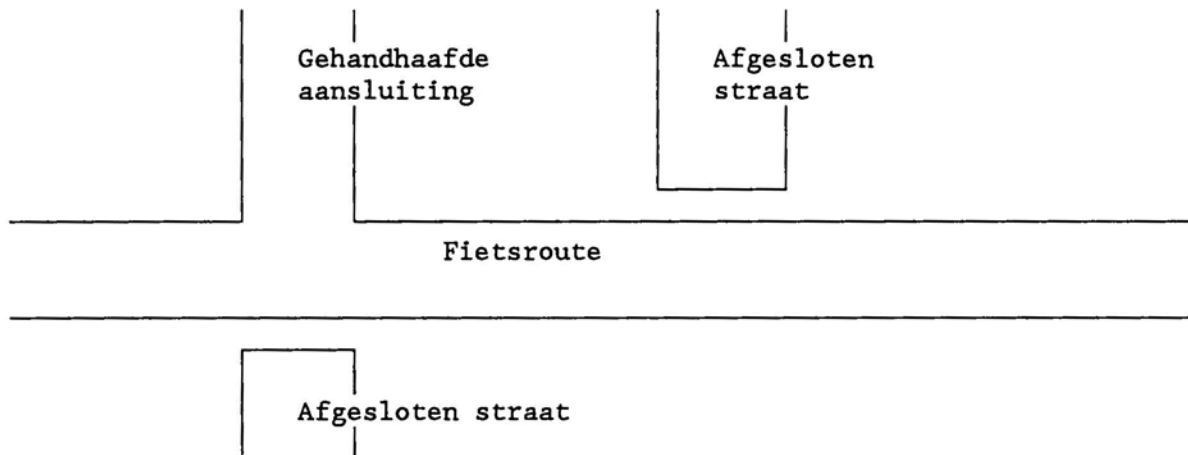 Gehandhaafde
aansluiting
Afgesloten
straat
Fietsroute
Afgesloten straat